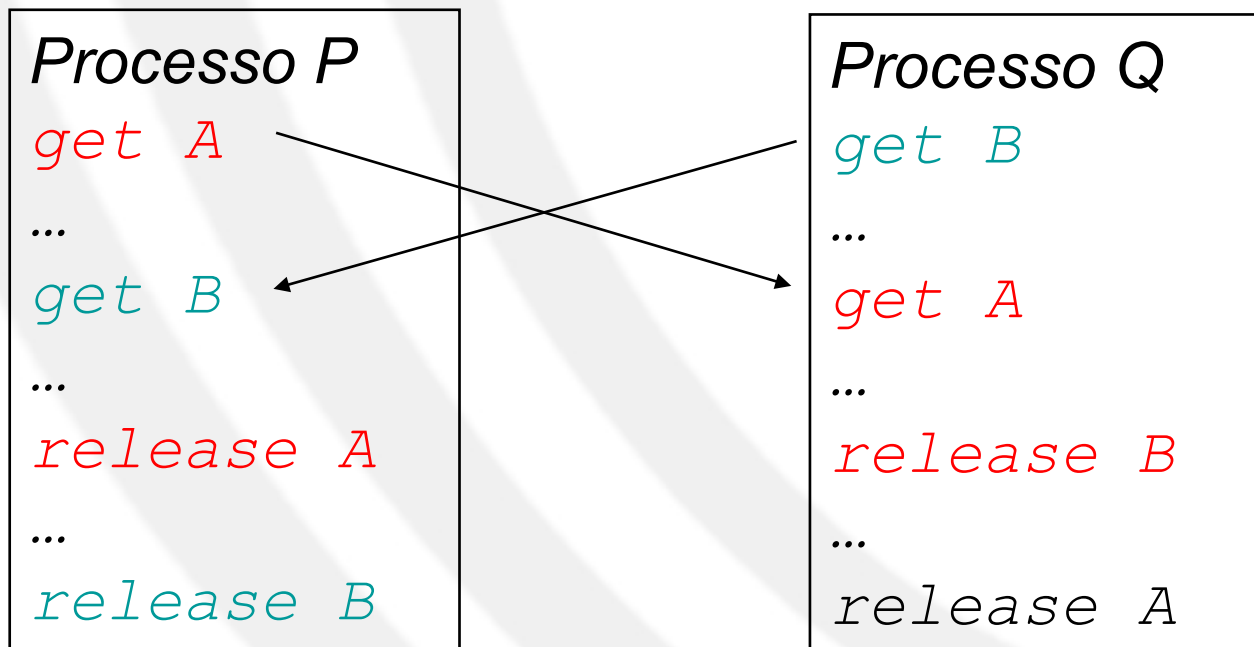 Processo P
get A
…
get B
…
release A
…
release B
Processo Q
get B
…
get A
…
release B
…
release A